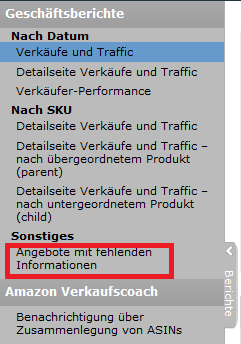 Geschäftsberichte
Nach Datum
Verkäufe und Traffic
Detailseite Verkäufe und Traffic
Verkäufer-Performance
Nach SKU
Detailseite Verkäufe und Traffic
Detailseite Verkäufe und Traffic –
nach übergeordnetem Produkt
(parent)
Detailseite Verkäufe und Traffic –
nach untergeordnetem Produkt
(child)
Sonstiges
Angebote mit fehlenden
Informationen
Amazon Verkaufscoach
Benachrichtigung über
Zusammenlegung von ASINs
Berichte